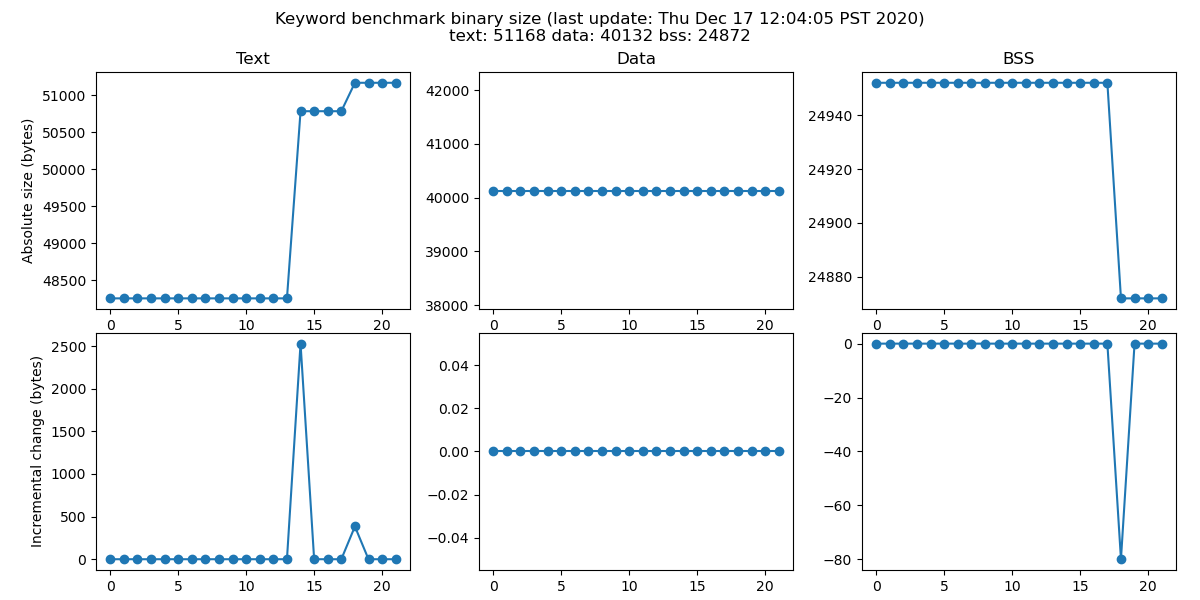 Keyword benchmark binary size (last update: Thu Dec 17 12:04:05 PST 2020)
text: 51168 data: 40132 bss: 24872
Text
Data
BSS
Absolute size (bytes)
51000
50500
50000
49500
49000
48500
0 5 10 15 20
42000
41000
40000
39000
38000
0 5 10 15 20
24940
24920
24900
24880
0 5 10 15 20
Incremental change (bytes)
2500
2000
1500
1000
500
0
0 5 10 15 20
0.04
0.02
0.00
−0.02
−0.04
0 5 10 15 20
0
−20
−40
−60
−80
0 5 10 15 20